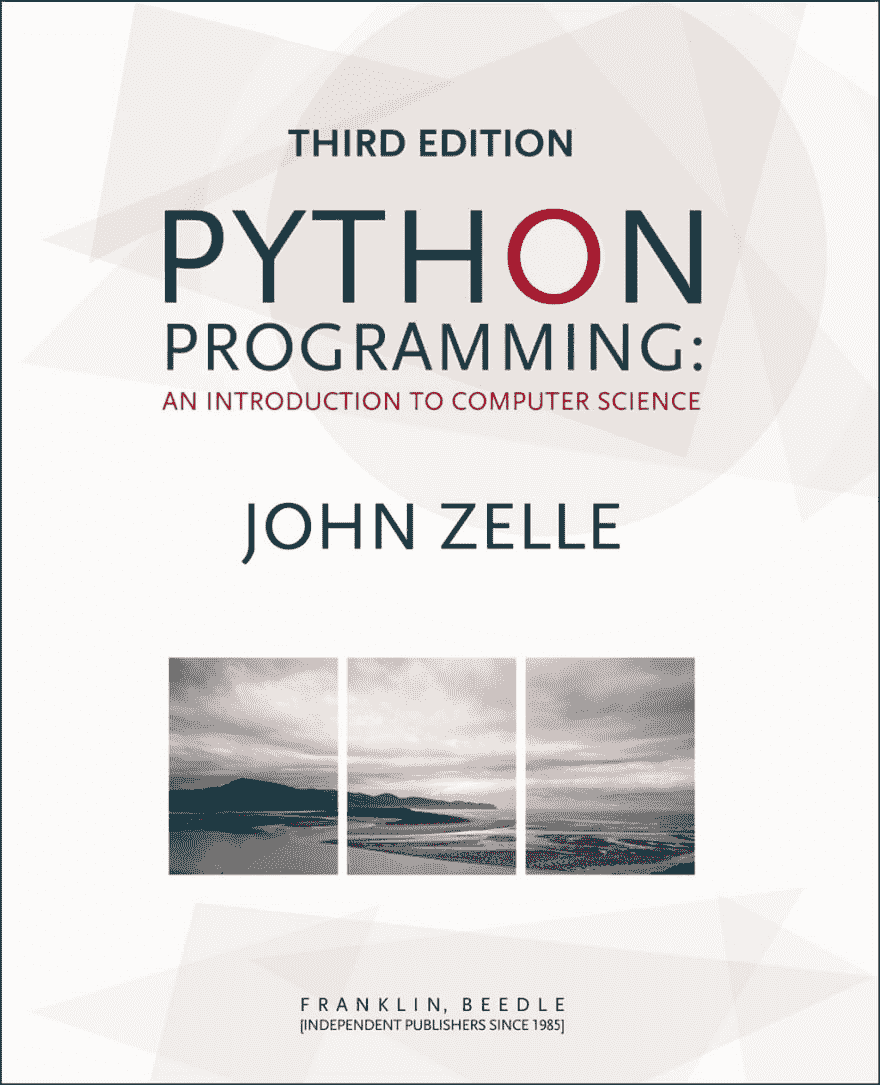 THIRD EDITION
PYTHON
PROGRAMMING:
AN INTRODUCTION TO COMPUTER SCIENCE
JOHN ZELLE
FRANKLIN, BEEDLE
[INDEPENDENT PUBLISHERS SINCE 1985]